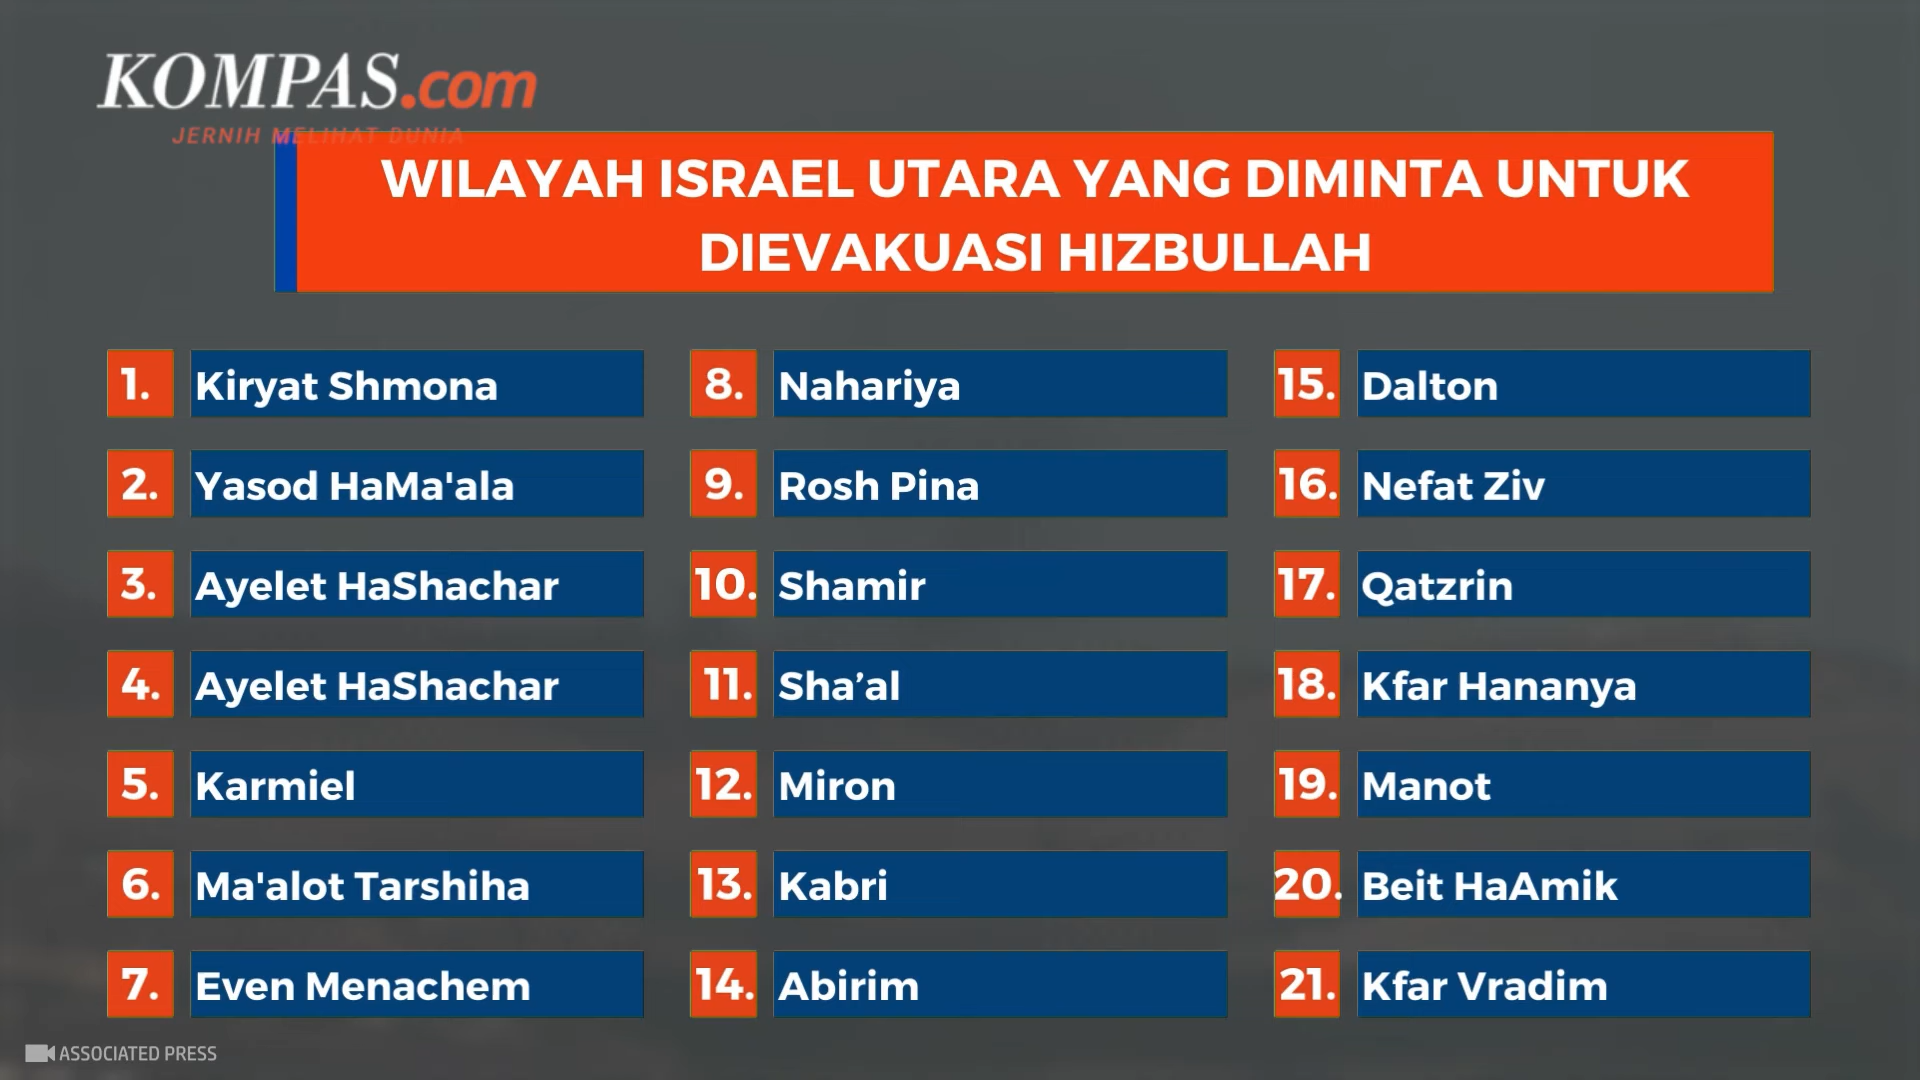 KOMPAS.com
JERNIH MELIHAT DUNIA
WILAYAH ISRAEL UTARA YANG DIMINTA UNTUK
DIEVAKUASI HIZBULLAH
1. Kiryat Shmona
2. Yasod HaMa'ala
3. Ayelet HaShachar
4. Ayelet HaShachar
5. Karmiel
6. Ma'alot Tarshiha
7. Even Menachem
8. Nahariya
9. Rosh Pina
10. Shamir
11. Sha’al
12. Miron
13. Kabri
14. Abirim
15. Dalton
16. Nefat Ziv
17. Qatzrin
18. Kfar Hananya
19. Manot
20. Beit HaAmik
21. Kfar Vradim
ASSOCIATED PRESS